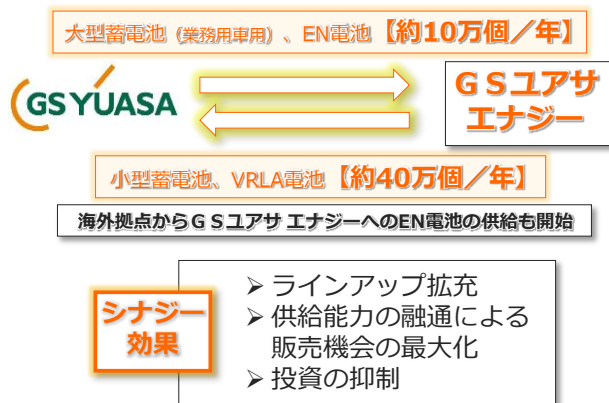 大型蓄電池（業務用車用）、EN電池【約10万個／年】
GS YUASA
ＧＳユアサ
エナジー
小型蓄電池、VRLA電池【約40万個／年】
海外拠点からＧＳユアサ エナジーへのEN電池の供給も開始
シナジー
効果
➢ ラインアップ拡充
➢ 供給能力の融通による
販売機会の最大化
➢ 投資の抑制